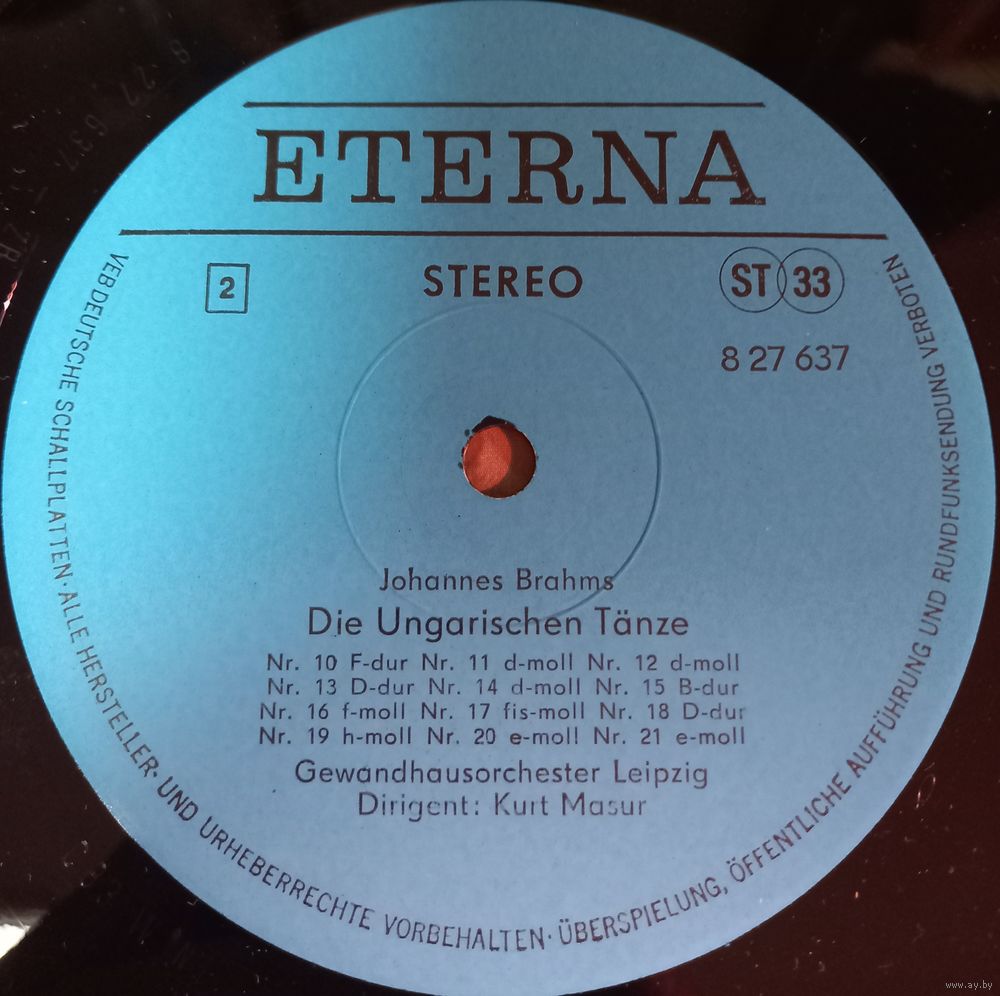 ETERNA
2
STEREO
ST 33
8 27 637
Johannes Brahms
Die Ungarischen Tänze
Nr. 10 F-dur Nr. 11 d-moll Nr. 12 d-moll
Nr. 13 D-dur Nr. 14 d-moll Nr. 15 B-dur
Nr. 16 f-moll Nr. 17 fis-moll Nr. 18 D-dur
Nr. 19 h-moll Nr. 20 e-moll Nr. 21 e-moll
Gewandhausorchester Leipzig
Dirigent: Kurt Masur
VEB DEUTSCHE SCHALLPLATTEN · ALLE HERSTELLER- UND URHEBERRECHTE VORBEHALTEN · ÜBERSPIELUNG, ÖFFENTLICHE AUFFÜHRUNG UND RUNDFUNKSENDUNG VERBOTEN
www.ay.by